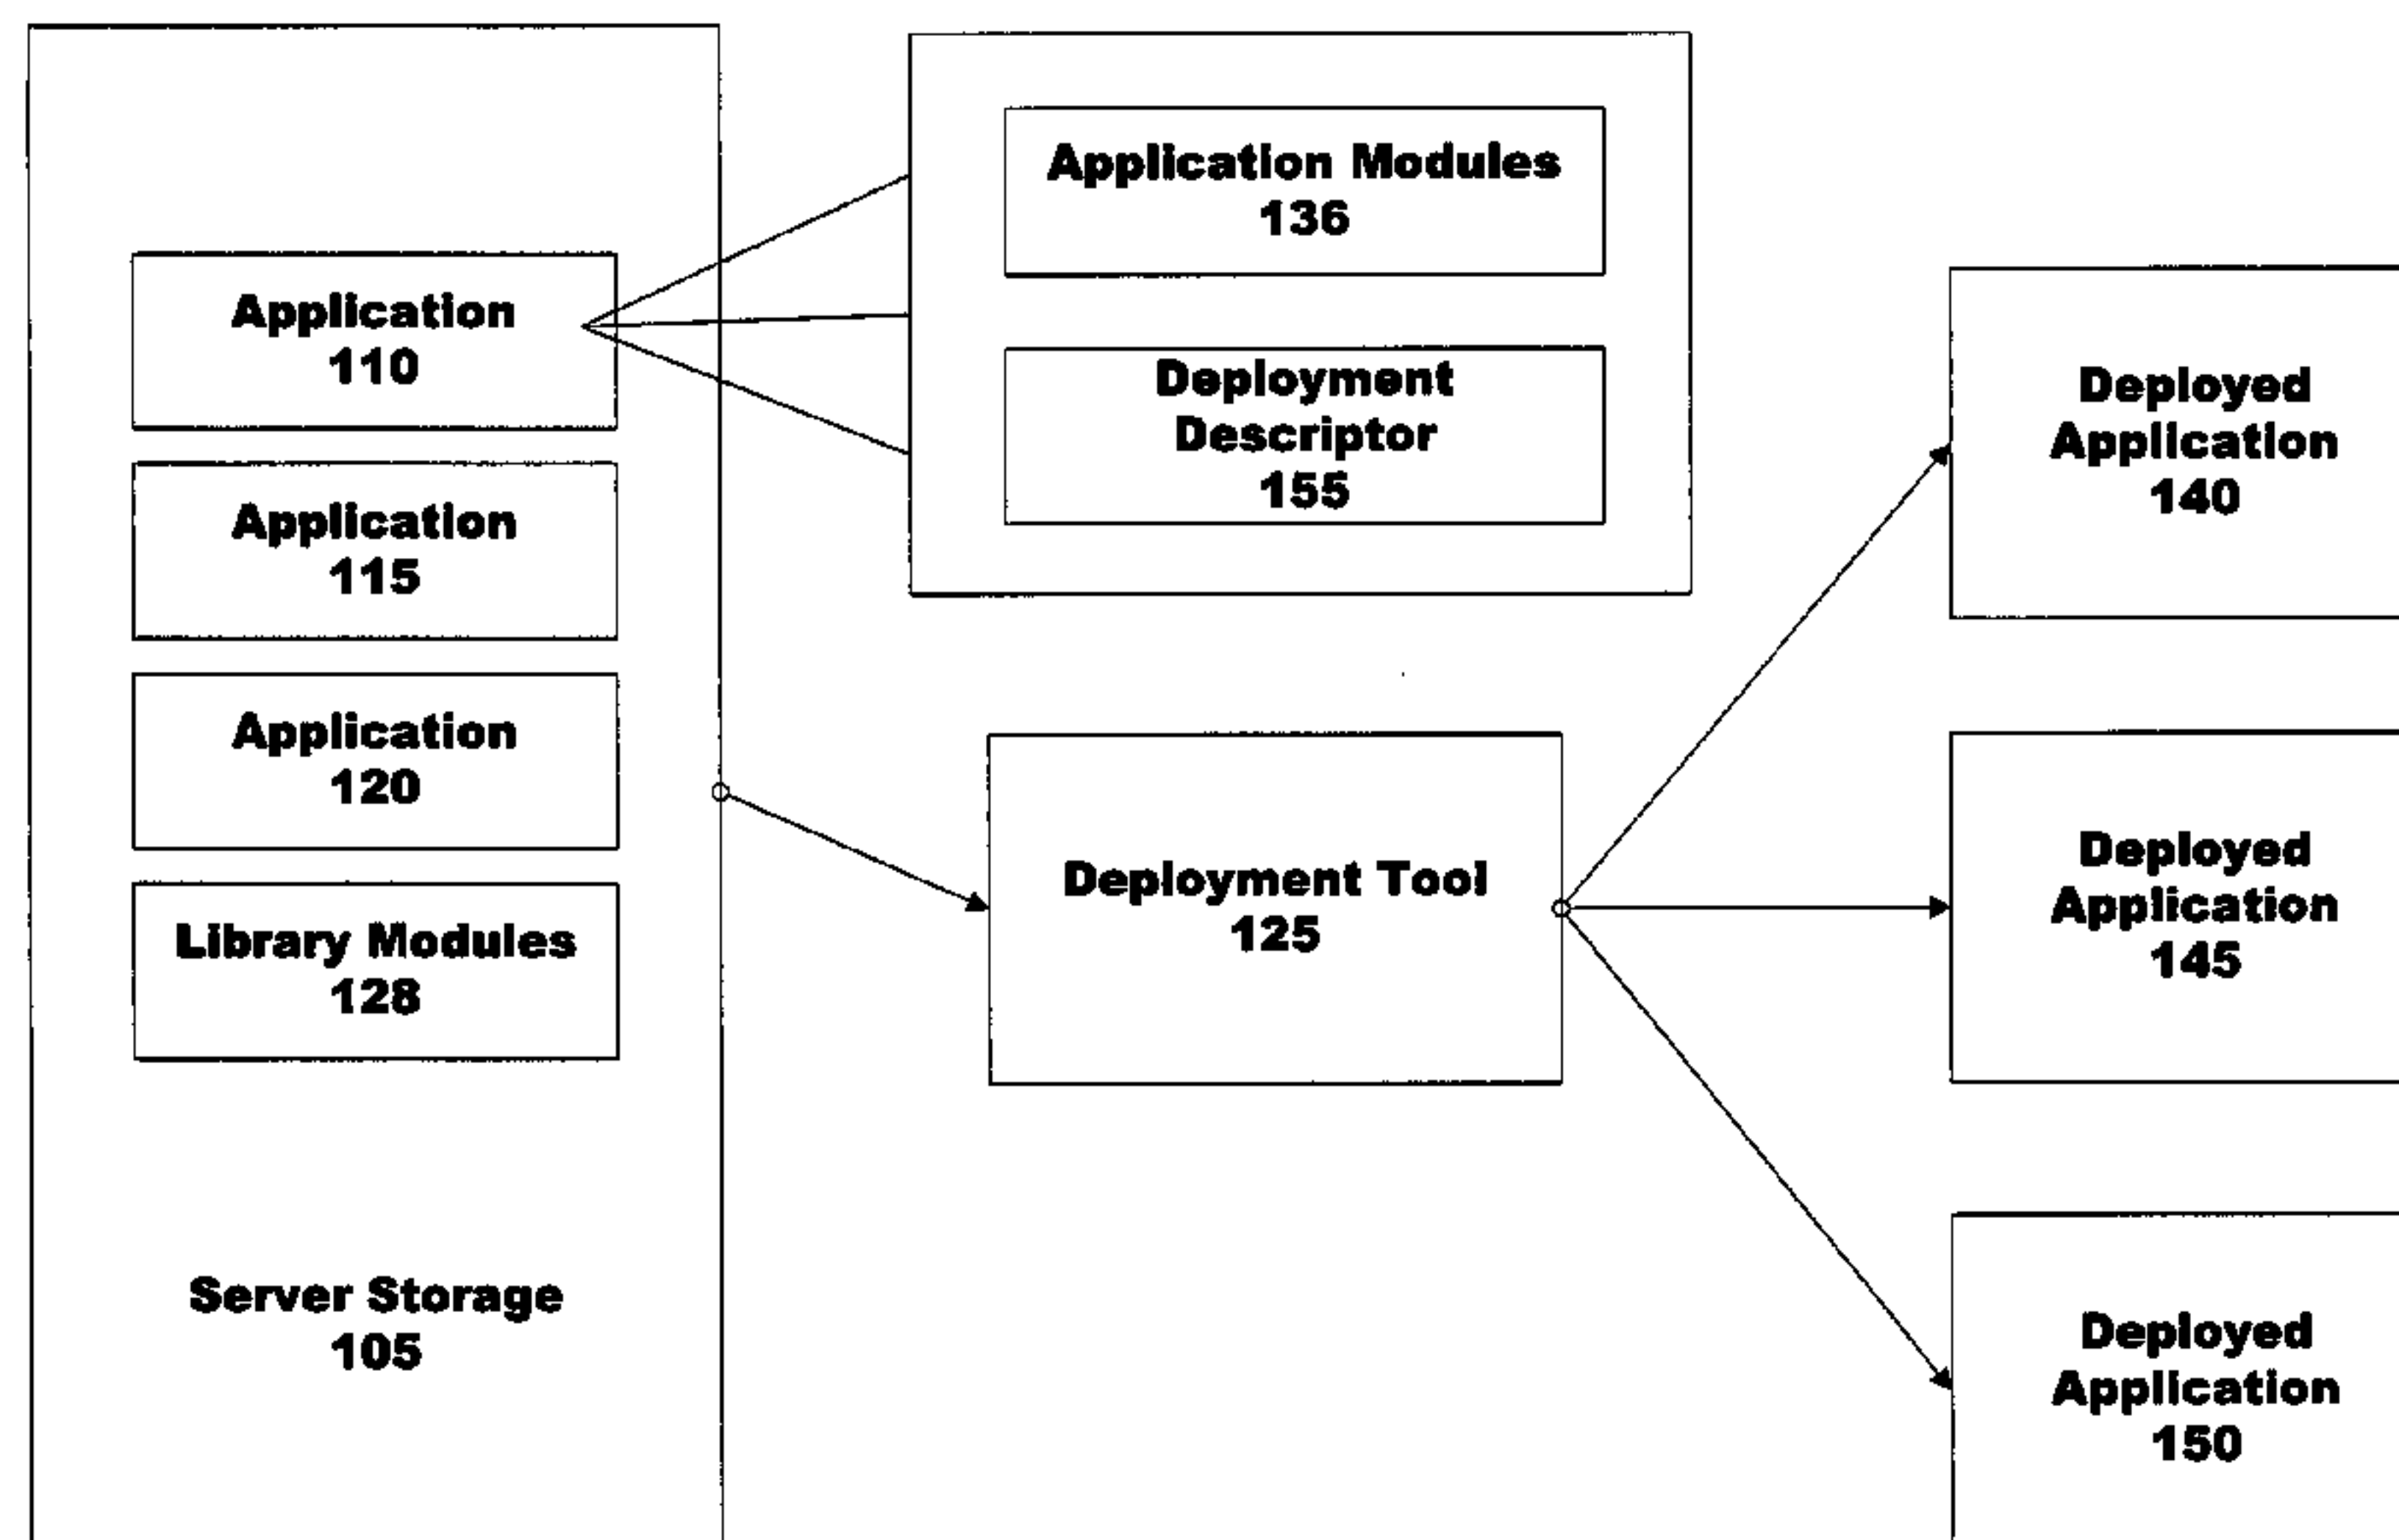 Application
110
Application
115
Application
120
Library Modules
128
Server Storage
105
Application Modules
136
Deployment
Descriptor
155
Deployment Tool
125
Deployed
Application
140
Deployed
Application
145
Deployed
Application
150